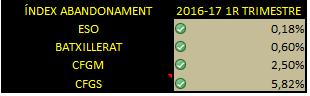 ÍNDEX ABANDONAMENT 2016-17 1R TRIMESTRE
ESO 0,18%
BATXILLERAT 0,60%
CFGM 2,50%
CFGS 5,82%